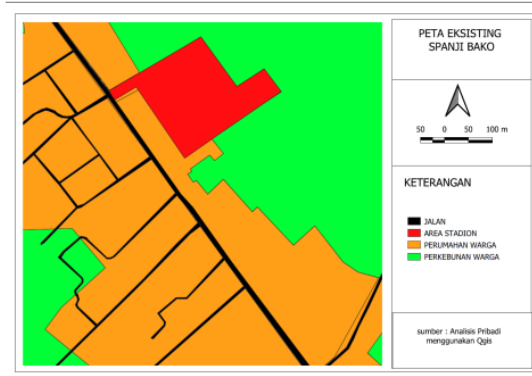 PETA EKSISTING
SPANJI BAKO
50 0 50 100 m
KETERANGAN
JALAN
AREA STADION
PERUMAHAN WARGA
PERKEBUNAN WARGA
sumber : Analisis Pribadi
menggunakan Qgis